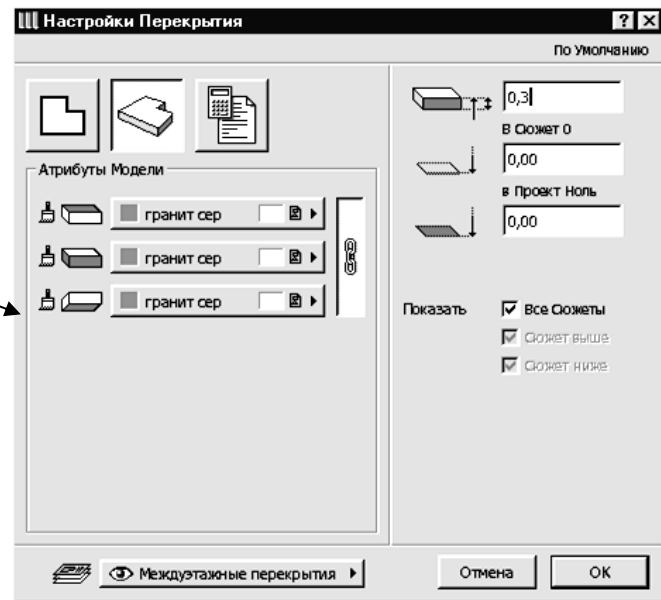 Настройки Перекрытия
По Умолчанию
Атрибуты Модели
гранит сер
гранит сер
гранит сер
0,3
В Сюжет 0
0,00
в Проект Ноль
0,00
Показать
Все Сюжеты
Сюжет выше
Сюжет ниже
Междуэтажные перекрытия
Отмена
OK